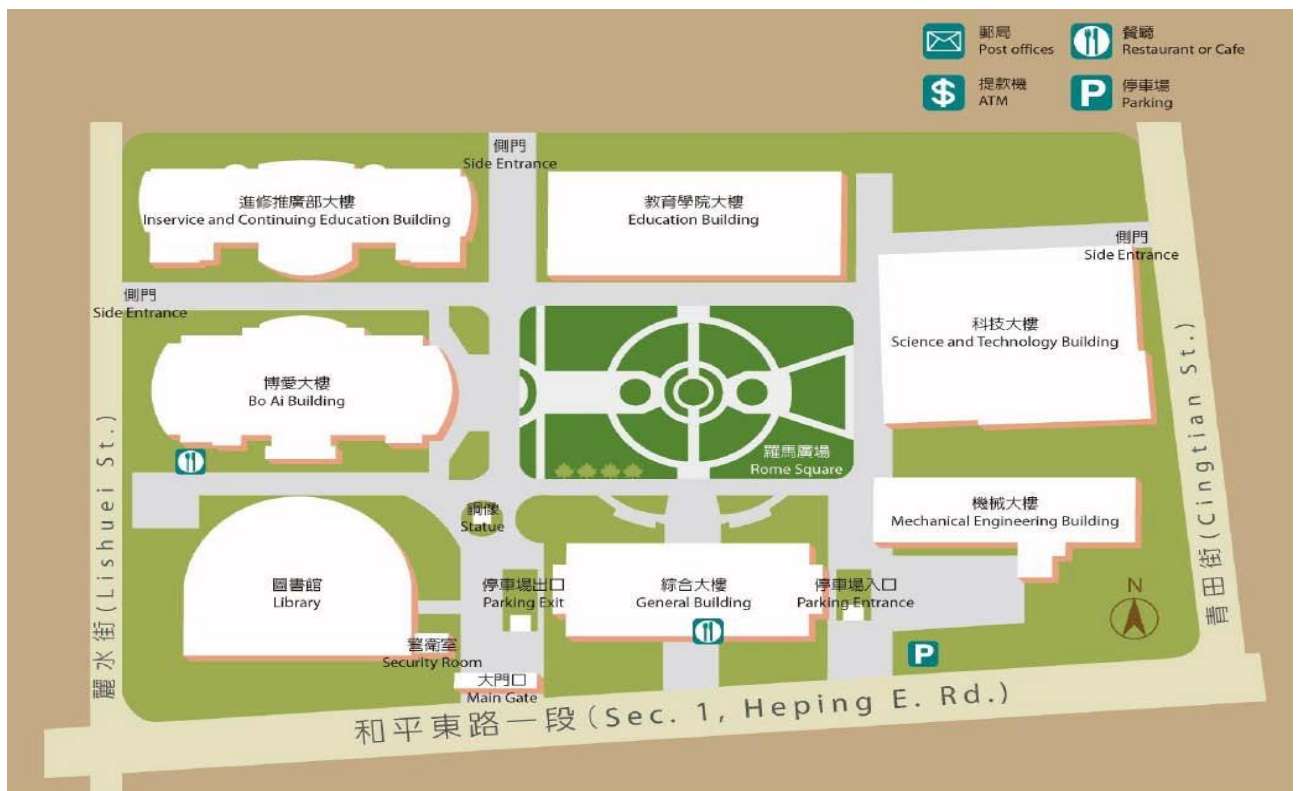 郵局
Post offices
餐廳
Restaurant or Cafe
提款機
ATM
P
停車場
Parking
側門
Side Entrance
進修推廣部大樓
Inservice and Continuing Education Building
教育學院大樓
Education Building
側門
Side Entrance
側門
Side Entrance
科技大樓
Science and Technology Building
博愛大樓
Bo Ai Building
羅馬廣場
Rome Square
銅像
Statue
機械大樓
Mechanical Engineering Building
圖書館
Library
停車場出口
Parking Exit
綜合大樓
General Building
停車場入口
Parking Entrance
N
警衛室
Security Room
P
大門口
Main Gate
麗水街(Lishuei St.)
青田街(Cingtian St.)
和平東路一段(Sec. 1, Heping E. Rd.)